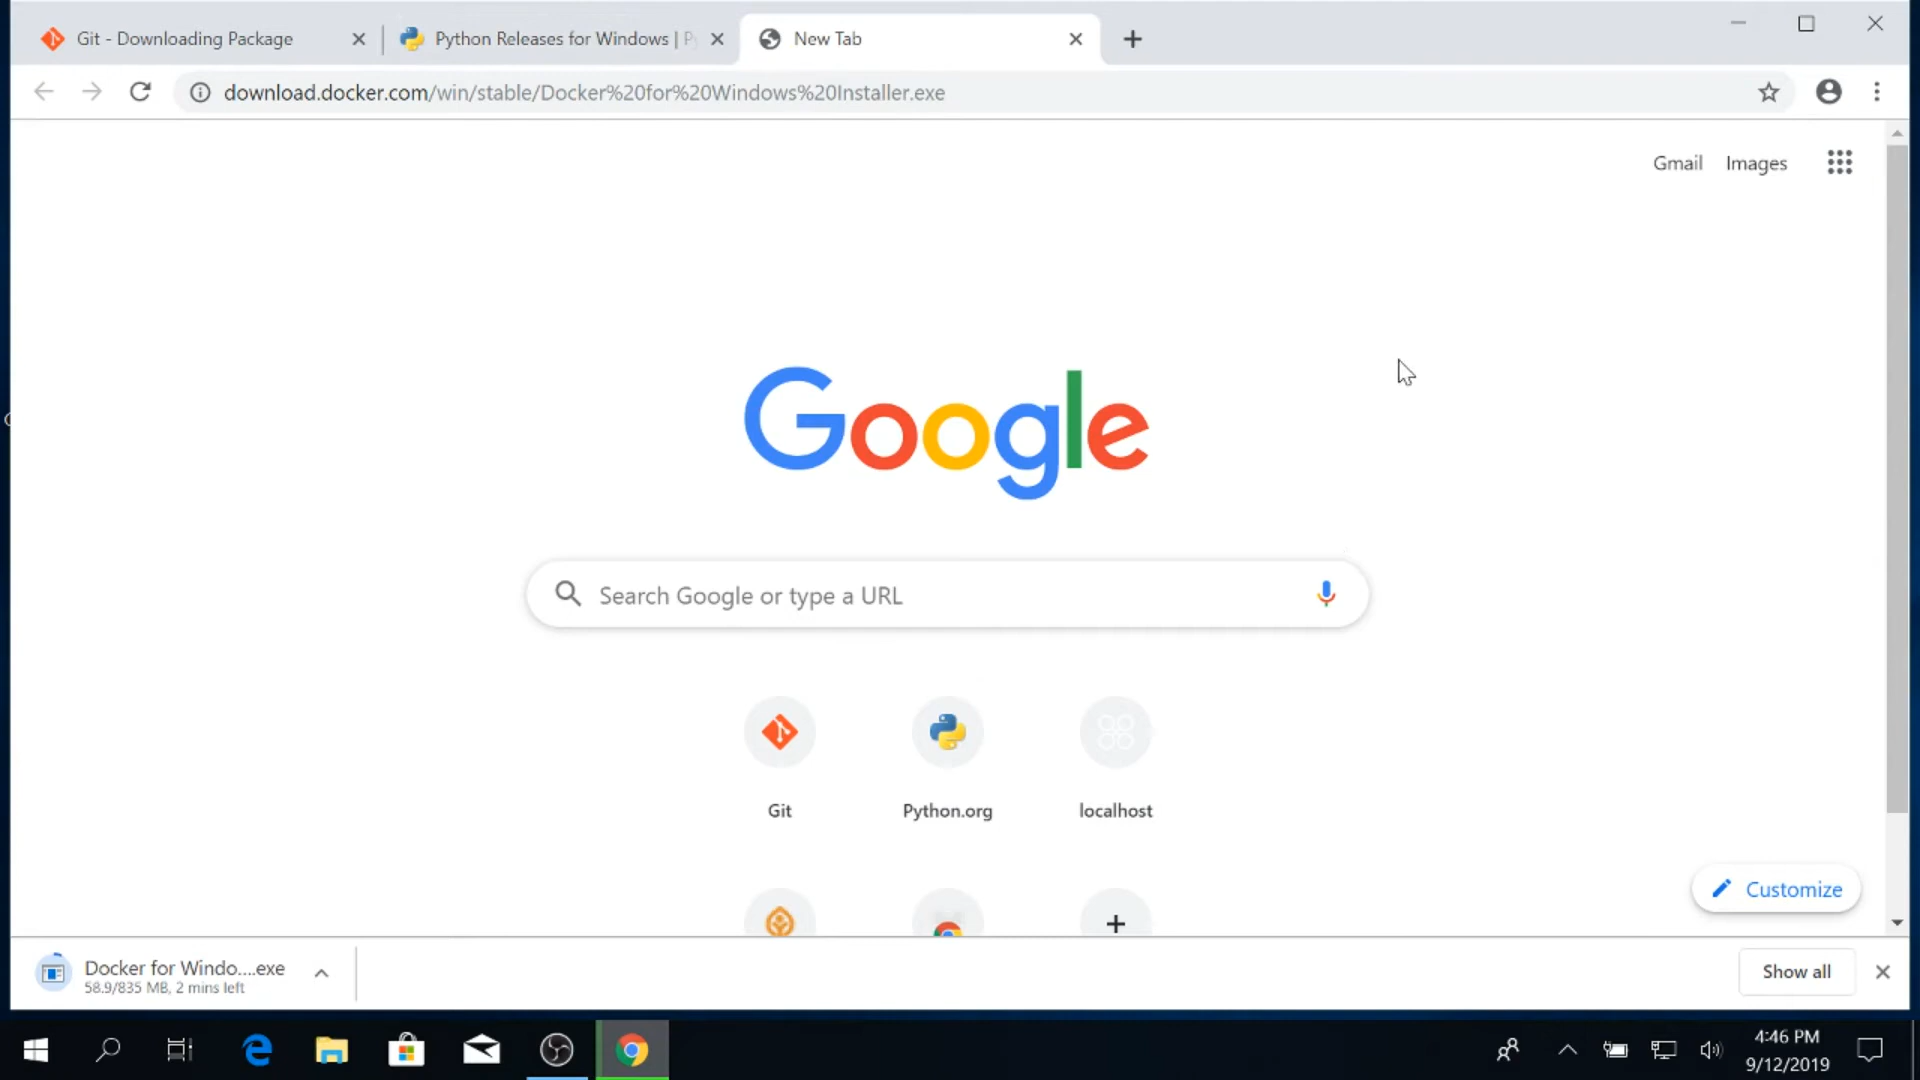 Git - Downloading Package
Python Releases for Windows | Py
New Tab
download.docker.com/win/stable/Docker%20for%20Windows%20Installer.exe
Gmail
Images
Google
Search Google or type a URL
Git
Python.org
localhost
Customize
Docker for Windo....exe
58.9/835 MB, 2 mins left
Show all
4:46 PM
9/12/2019